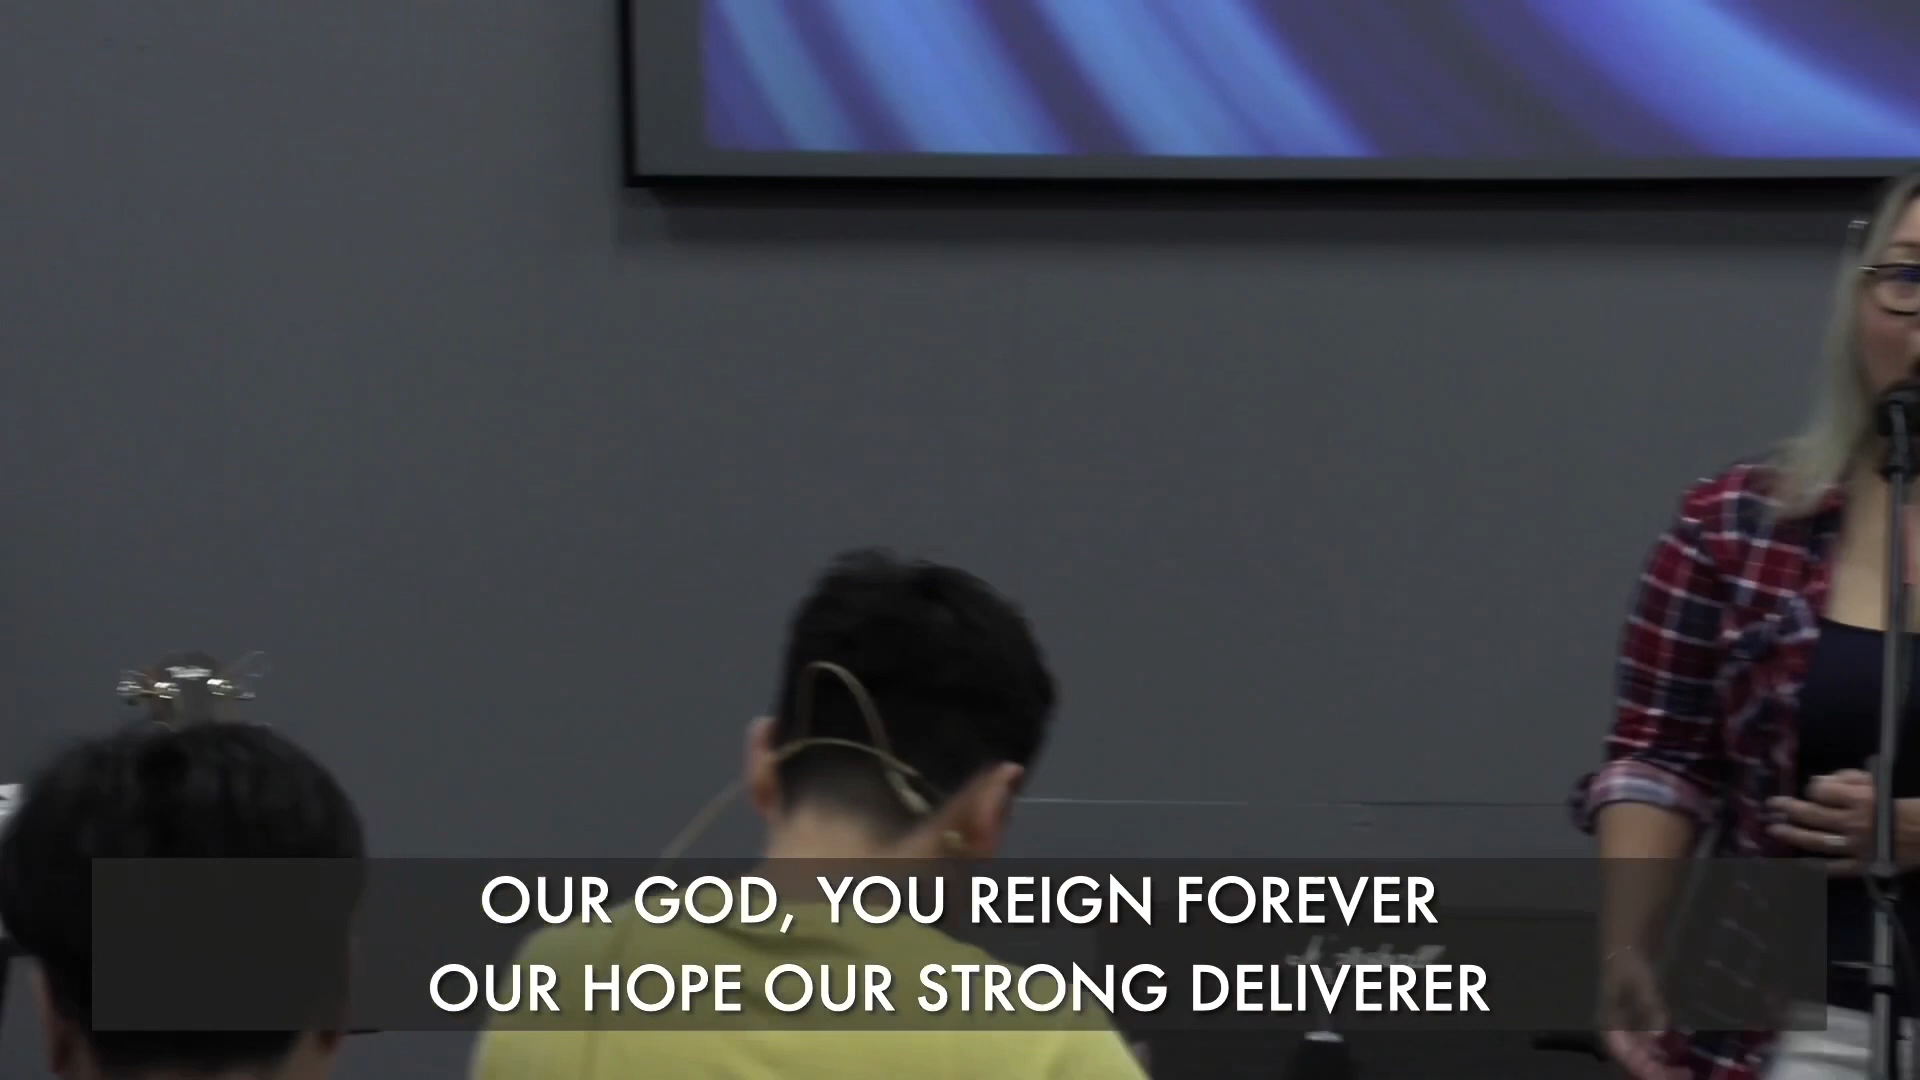 OUR GOD, YOU REIGN FOREVER
OUR HOPE OUR STRONG DELIVERER